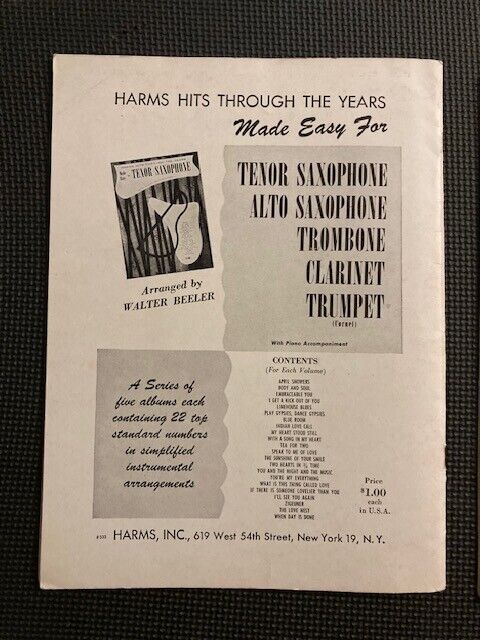 HARMS HITS THROUGH THE YEARS
Made Easy For
TENOR SAXOPHONE
TENOR SAXOPHONE
ALTO SAXOPHONE
TROMBONE
CLARINET
TRUMPET
(Cornet)
With Piano Accompaniment
Arranged by
WALTER BEELER
A Series of
five albums each
containing 22 top
standard numbers
in simplified
instrumental
arrangements
CONTENTS
(For Each Volume)
APRIL SHOWERS
BODY AND SOUL
EMBRACEABLE YOU
I GET A KICK OUT OF YOU
LIMEHOUSE BLUES
PLAY GYPSIES, DANCE GYPSIES
BLUE ROOM
INDIAN LOVE CALL
MY HEART STOOD STILL
WITH A SONG IN MY HEART
TEA FOR TWO
SPEAK TO ME OF LOVE
THE SUNSHINE OF YOUR SMILE
TWO HEARTS IN ¾ TIME
YOU AND THE NIGHT AND THE MUSIC
YOU'RE MY EVERYTHING
WHAT IS THIS THING CALLED LOVE
IF THERE IS SOMEONE LOVELIER THAN YOU
I'LL SEE YOU AGAIN
ZIGEUNER
THE LOVE NEST
WHEN DAY IS DONE
Price
$1.00
each
in U.S.A.
HARMS, INC., 619 West 54th Street, New York 19, N.Y.